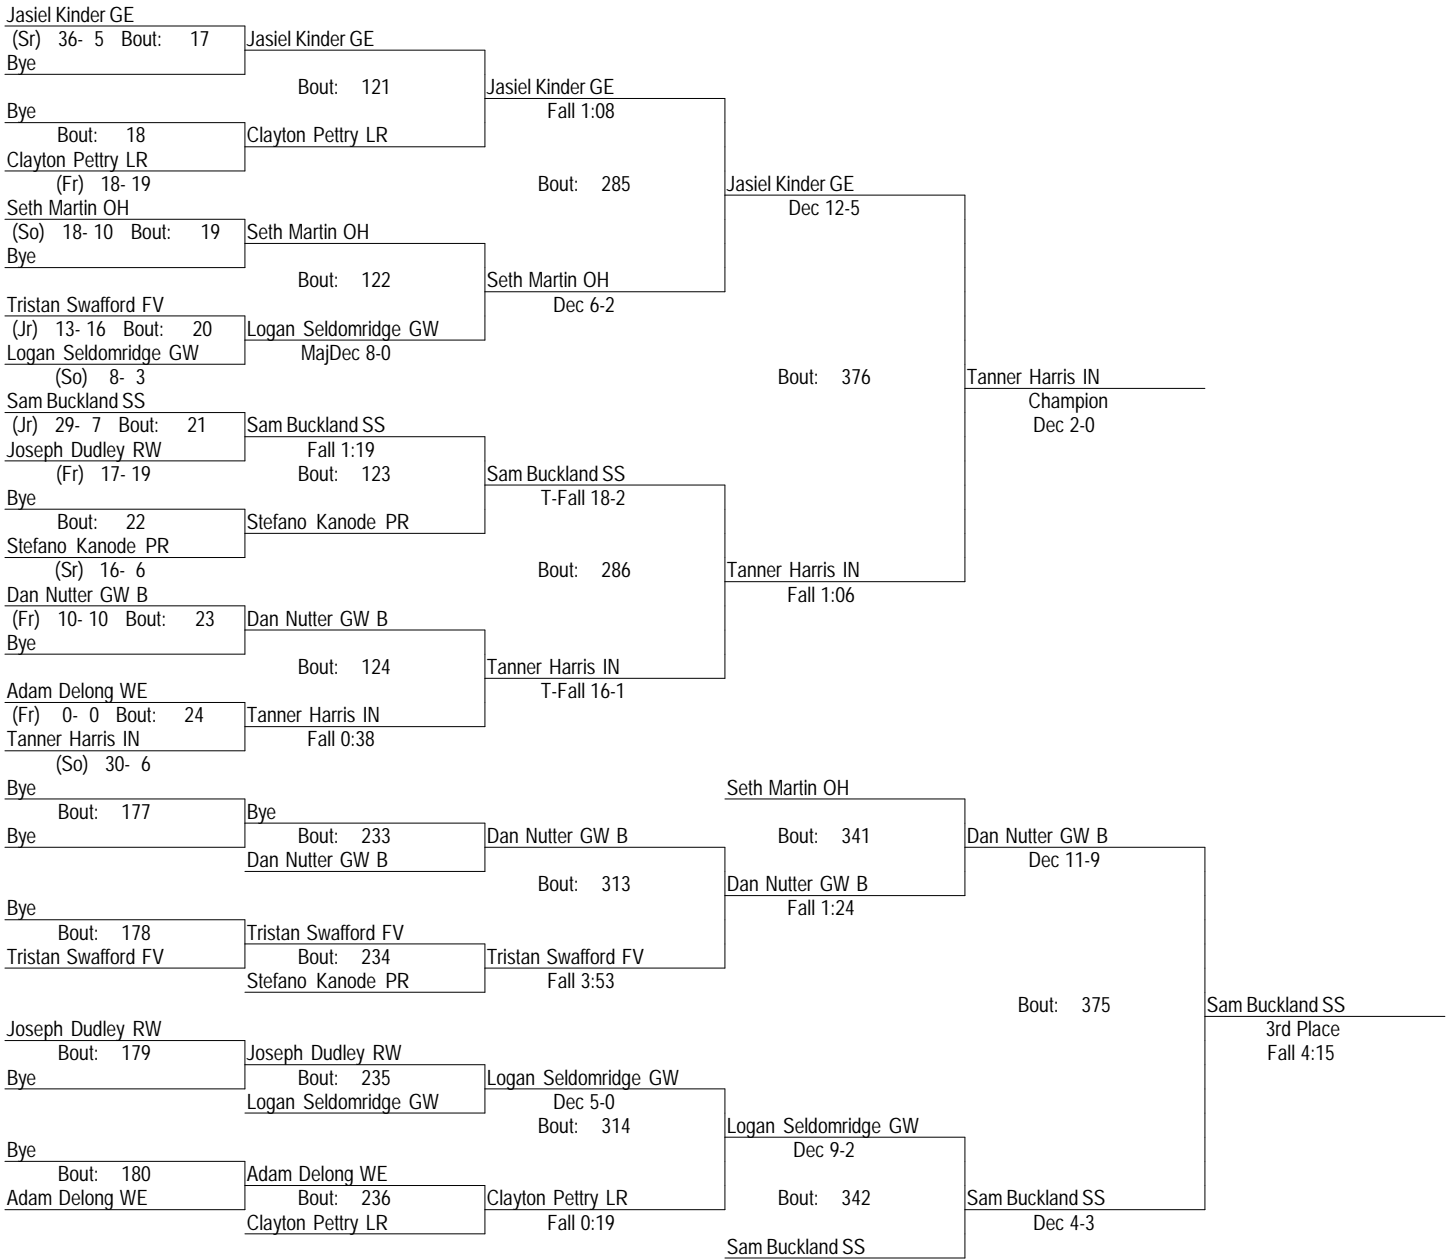 Jasiel Kinder GE
(Sr) 36- 5 Bout: 17 Jasiel Kinder GE
Bye
Bout: 121 Jasiel Kinder GE
Bye Fall 1:08
Bout: 18 Clayton Pettry LR
Clayton Pettry LR
(Fr) 18- 19 Bout: 285 Jasiel Kinder GE
Seth Martin OH Dec 12-5
(So) 18- 10 Bout: 19 Seth Martin OH
Bye
Bout: 122 Seth Martin OH
Tristan Swafford FV Dec 6-2
(Jr) 13- 16 Bout: 20 Logan Seldomridge GW
Logan Seldomridge GW MajDec 8-0
(So) 8- 3 Bout: 376 Tanner Harris IN
Sam Buckland SS Champion
(Jr) 29- 7 Bout: 21 Sam Buckland SS Dec 2-0
Joseph Dudley RW Fall 1:19
(Fr) 17- 19 Bout: 123 Sam Buckland SS
Bye T-Fall 18-2
Bout: 22 Stefano Kanode PR
Stefano Kanode PR
(Sr) 16- 6 Bout: 286 Tanner Harris IN
Dan Nutter GW B Fall 1:06
(Fr) 10- 10 Bout: 23 Dan Nutter GW B
Bye
Bout: 124 Tanner Harris IN
Adam Delong WE T-Fall 16-1
(Fr) 0- 0 Bout: 24 Tanner Harris IN
Tanner Harris IN Fall 0:38
(So) 30- 6
Bye Seth Martin OH
Bout: 177 Bye
Bye Bout: 233 Dan Nutter GW B Bout: 341 Dan Nutter GW B
Dan Nutter GW B Dec 11-9
Bout: 313 Dan Nutter GW B
Bye Fall 1:24
Bout: 178 Tristan Swafford FV
Tristan Swafford FV Bout: 234 Tristan Swafford FV
Stefano Kanode PR Fall 3:53
Bout: 375 Sam Buckland SS
Joseph Dudley RW 3rd Place
Bout: 179 Joseph Dudley RW Fall 4:15
Bye Bout: 235 Logan Seldomridge GW
Logan Seldomridge GW Dec 5-0
Bout: 314 Logan Seldomridge GW
Bye Dec 9-2
Bout: 180 Adam Delong WE
Adam Delong WE Bout: 236 Clayton Pettry LR Bout: 342 Sam Buckland SS
Clayton Pettry LR Fall 0:19 Dec 4-3
Sam Buckland SS